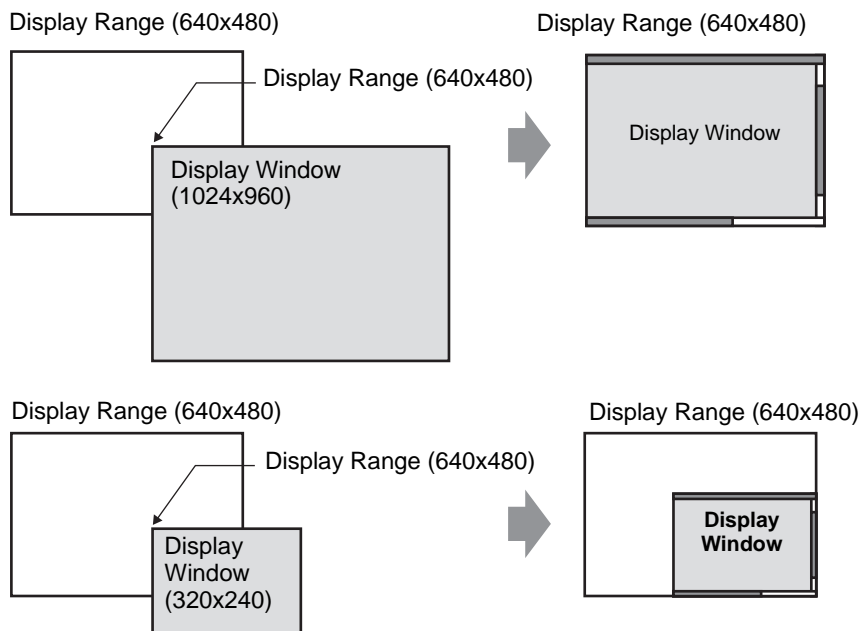 Display Range (640x480)
Display Range (640x480)
Display Range (640x480)
Display Window
(1024x960)
Display Window
Display Range (640x480)
Display Range (640x480)
Display Range (640x480)
Display
Window
(320x240)
Display
Window